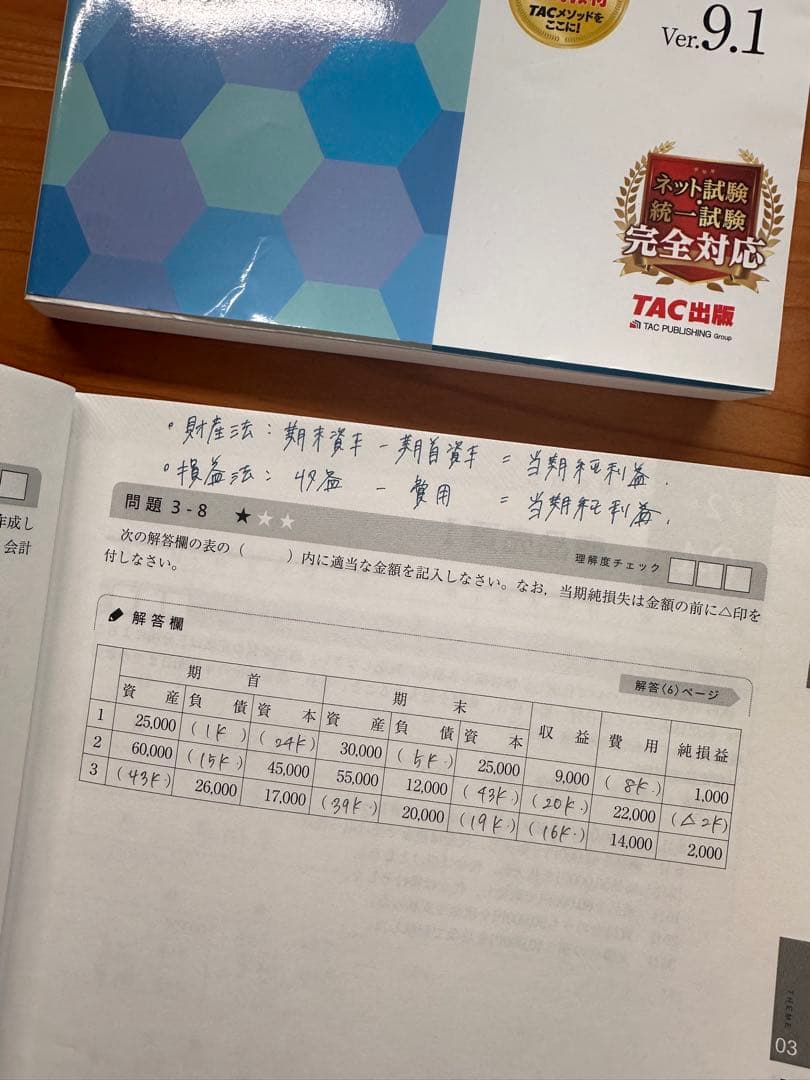 TACメソッドを
ここに!
Ver.9.1
ネット試験
統一試験
完全対応
TAC出版
TAC PUBLISHING Group
・財産法:期末資本 - 期首資本 = 当期純利益.
・損益法: 収益 - 費用 = 当期純利益.
問題 3-8 ★★★
理解度チェック
次の解答欄の表の( )内に適当な金額を記入しなさい。なお,当期純損失は金額の前に△印を
付しなさい。
作成し
会計
解答欄
解答〈6〉ページ
期 首 期 末 収 益 費 用 純損益
資 産 負 債 資 本 資 産 負 債 資 本
1 25,000 (1K) (24K) 30,000 (5K) 25,000 9,000 (8K.) 1,000
2 60,000 (15K) 45,000 55,000 12,000 (43K.) (20K.) 22,000 (△2K)
3 (43K.) 26,000 17,000 (39K.) 20,000 (19K.) (16K.) 14,000 2,000
THEME
03